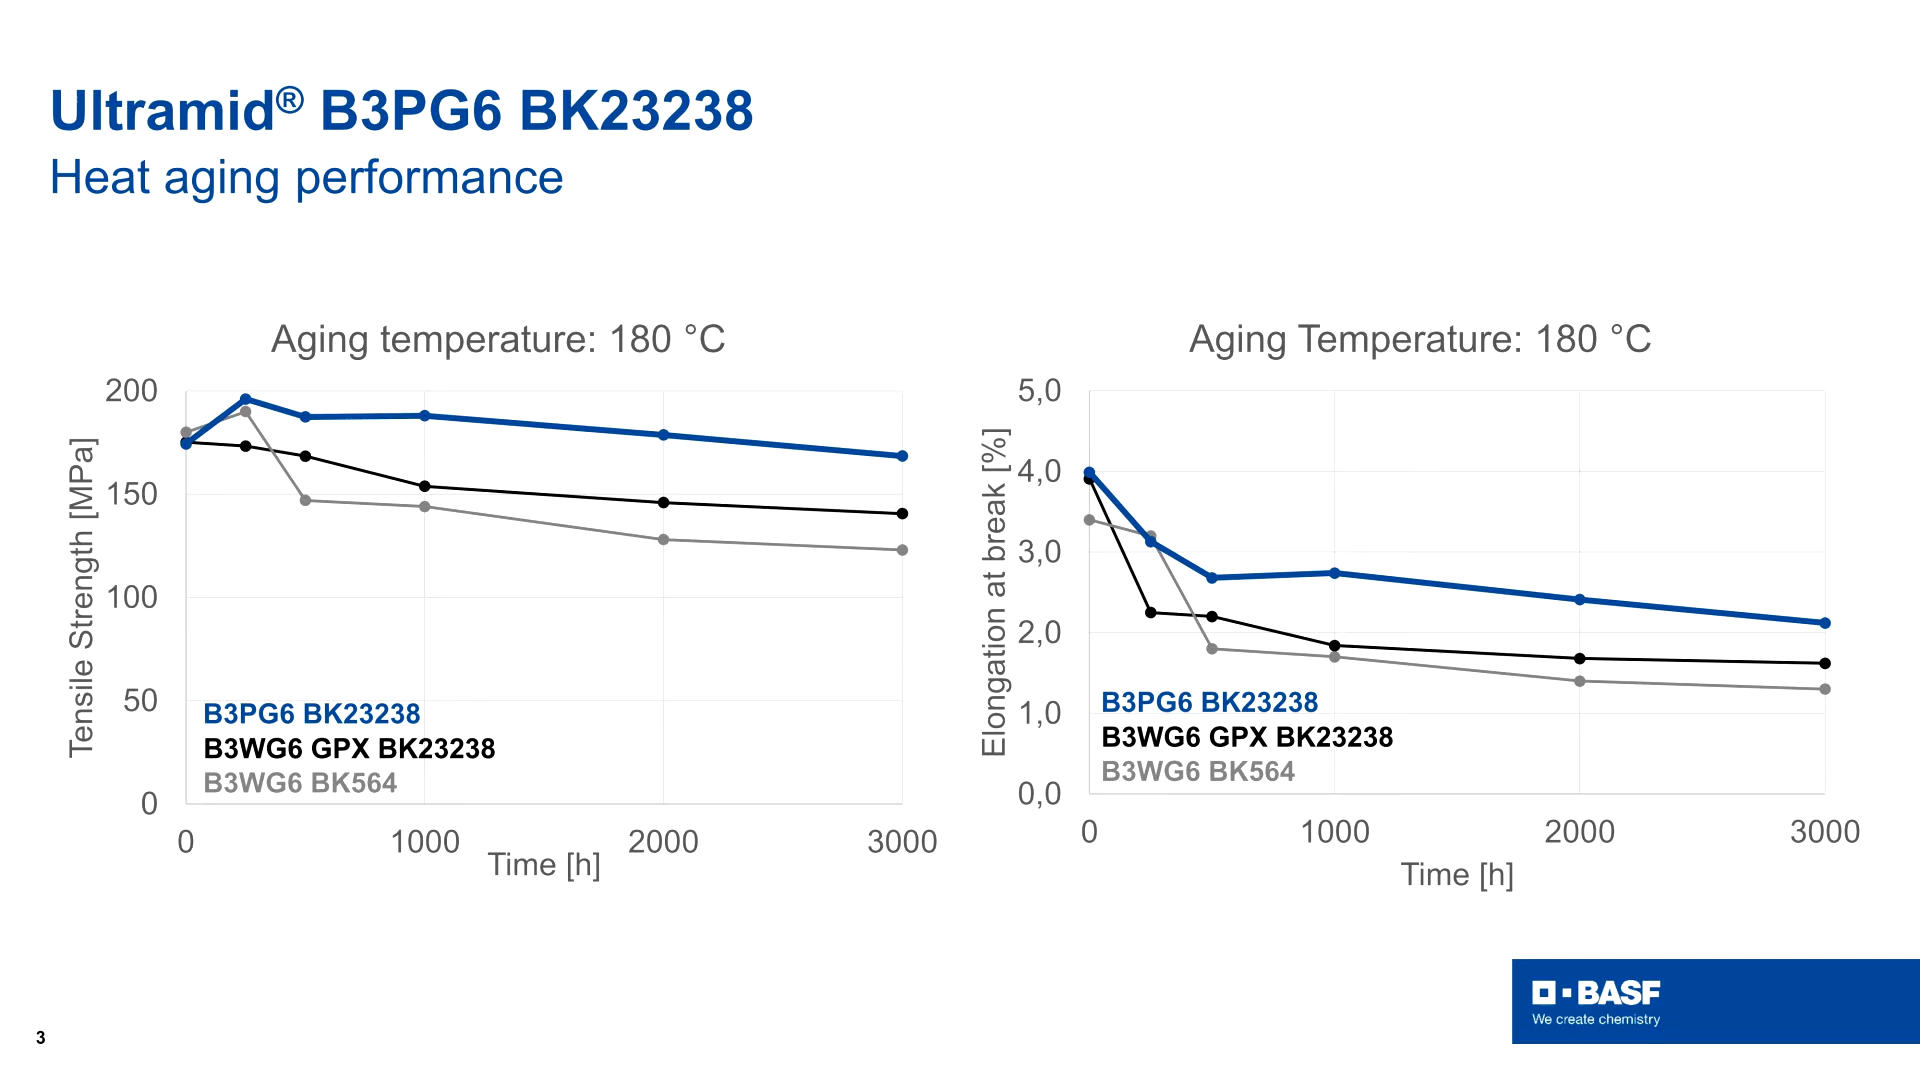 Ultramid® B3PG6 BK23238
Heat aging performance
Aging temperature: 180 °C
Tensile Strength [MPa]
200
150
100
50
0
B3PG6 BK23238
B3WG6 GPX BK23238
B3WG6 BK564
0 1000 2000 3000
Time [h]
Aging Temperature: 180 °C
Elongation at break [%]
5,0
4,0
3,0
2,0
1,0
0,0
B3PG6 BK23238
B3WG6 GPX BK23238
B3WG6 BK564
0 1000 2000 3000
Time [h]
BASF
We create chemistry
3